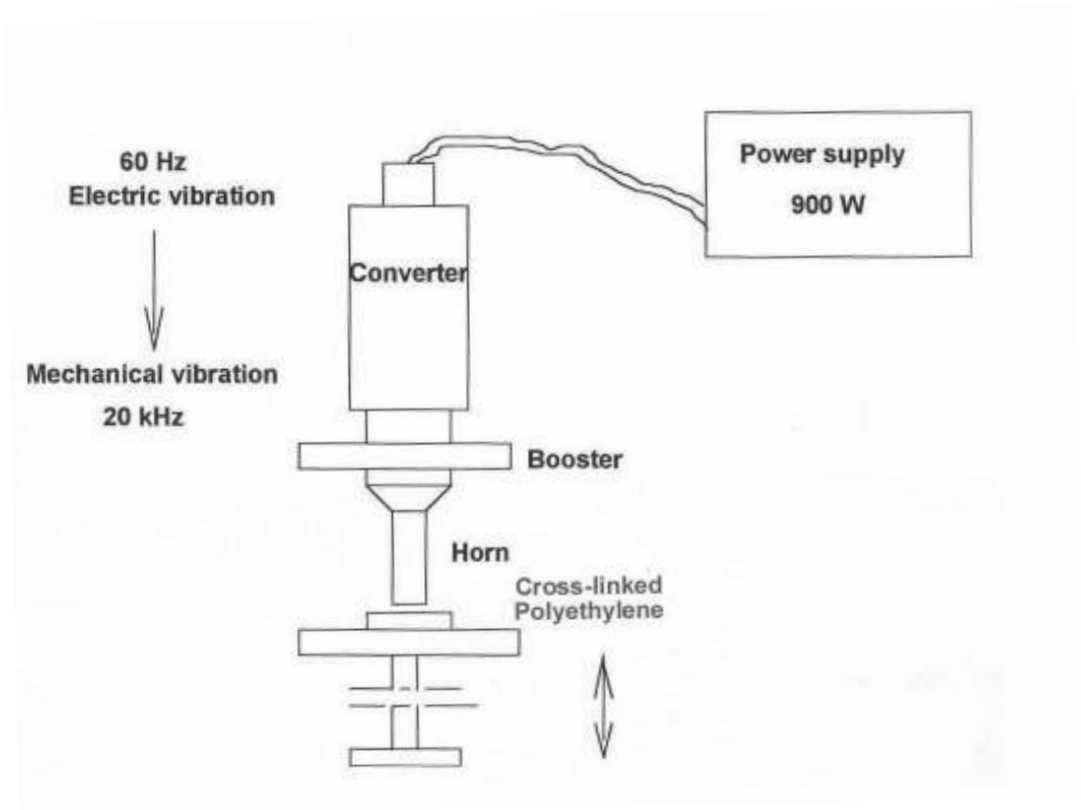 60 Hz
Electric vibration
Mechanical vibration
20 kHz
Converter
Power supply
900 W
Booster
Horn
Cross-linked
Polyethylene